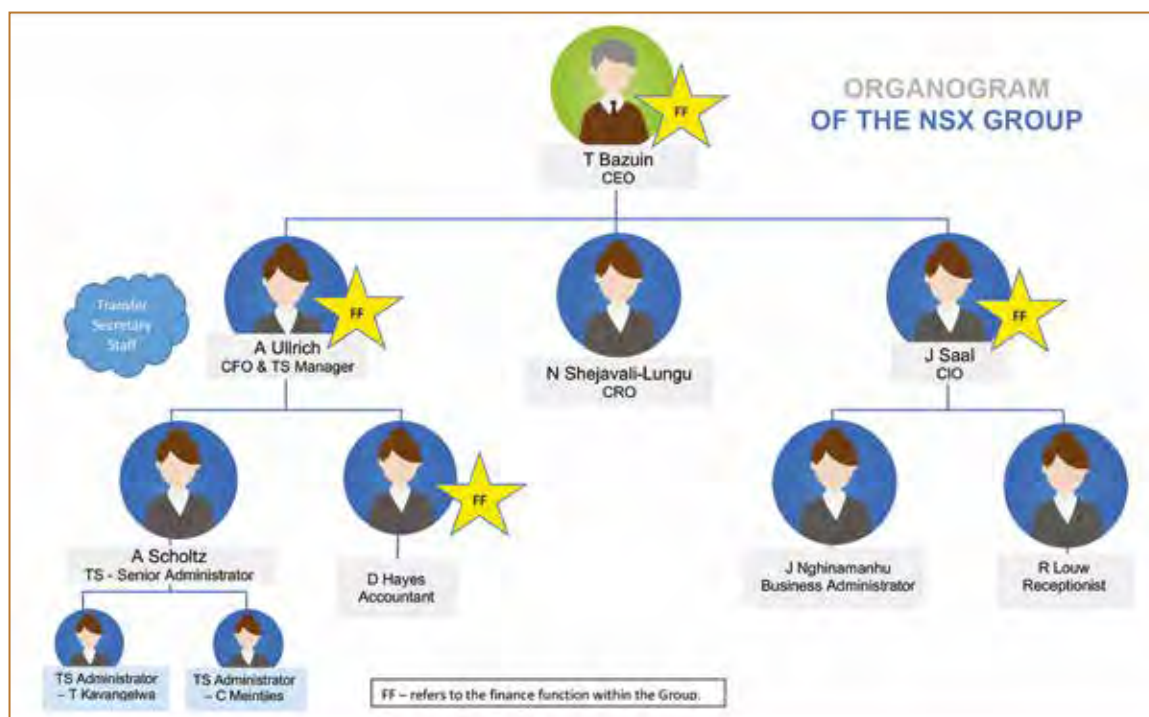 ORGANOGRAM
OF THE NSX GROUP
FF
T Bazuin
CEO
Transfer
Secretary
Staff
FF
A Ullrich
CFO & TS Manager
N Shejavali-Lungu
CRO
FF
J Saal
CIO
A Scholtz
TS - Senior Administrator
FF
D Hayes
Accountant
J Nghinamanhu
Business Administrator
R Louw
Receptionist
TS Administrator
– T Kavangelwa
TS Administrator
– C Meintjies
FF – refers to the finance function within the Group.